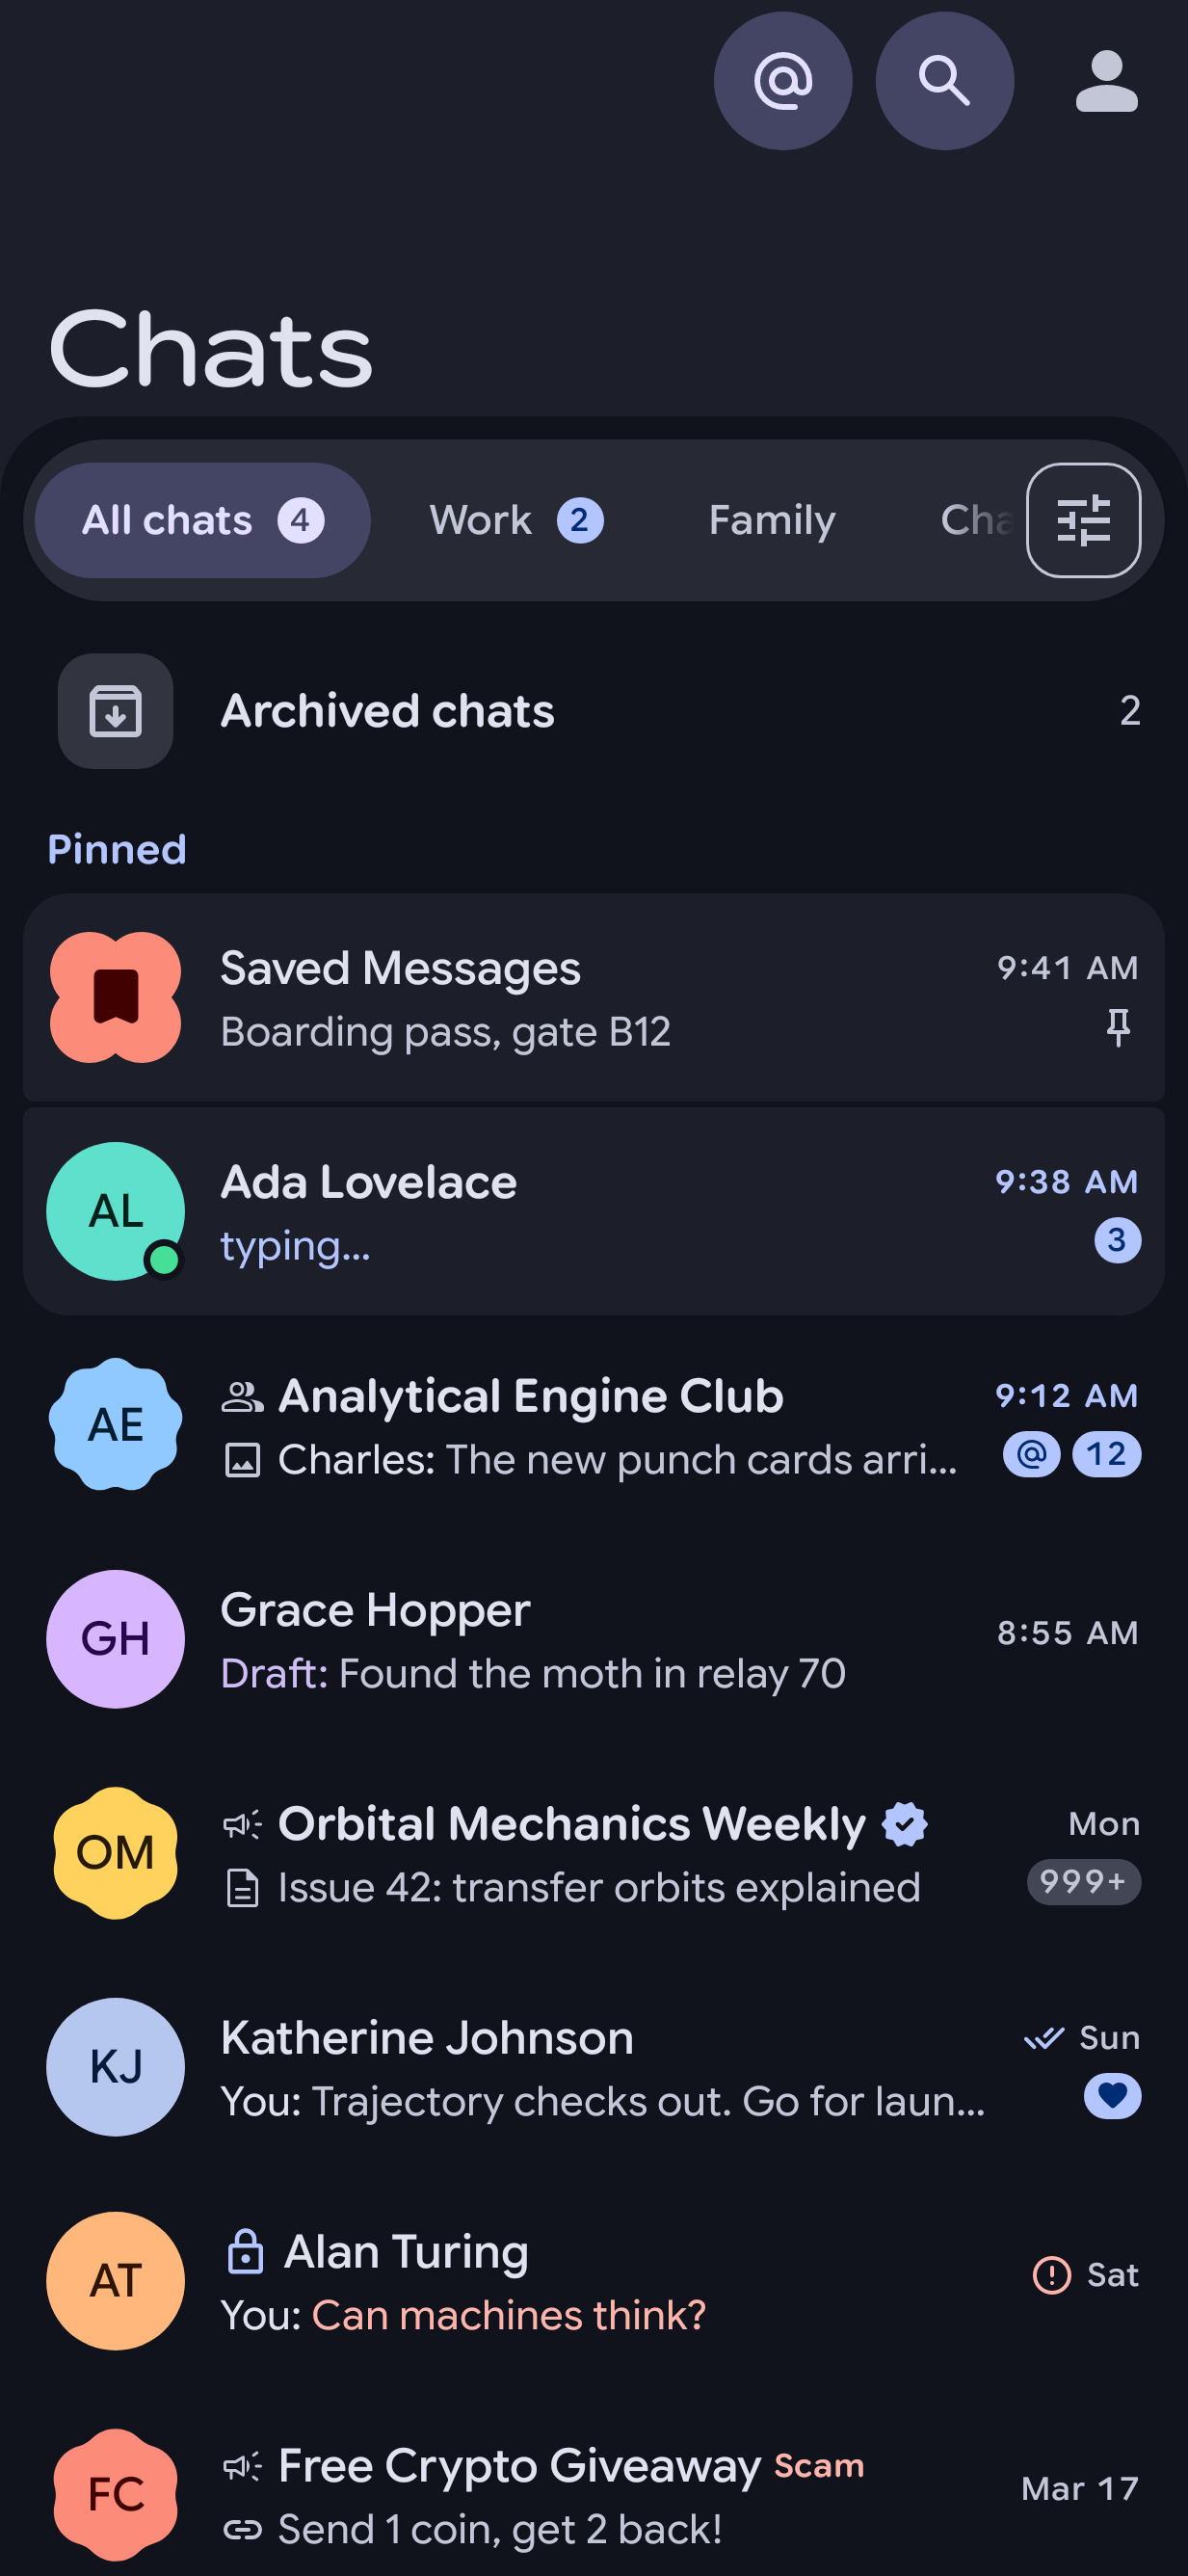 Chats
All chats 4 Work 2 Family Cha
Archived chats 2
Pinned
Saved Messages 9:41 AM
Boarding pass, gate B12
AL Ada Lovelace 9:38 AM
typing... 3
AE Analytical Engine Club 9:12 AM
Charles: The new punch cards arri... @ 12
GH Grace Hopper 8:55 AM
Draft: Found the moth in relay 70
OM Orbital Mechanics Weekly Mon
Issue 42: transfer orbits explained 999+
KJ Katherine Johnson Sun
You: Trajectory checks out. Go for laun...
AT Alan Turing Sat
You: Can machines think?
FC Free Crypto Giveaway Scam Mar 17
Send 1 coin, get 2 back!